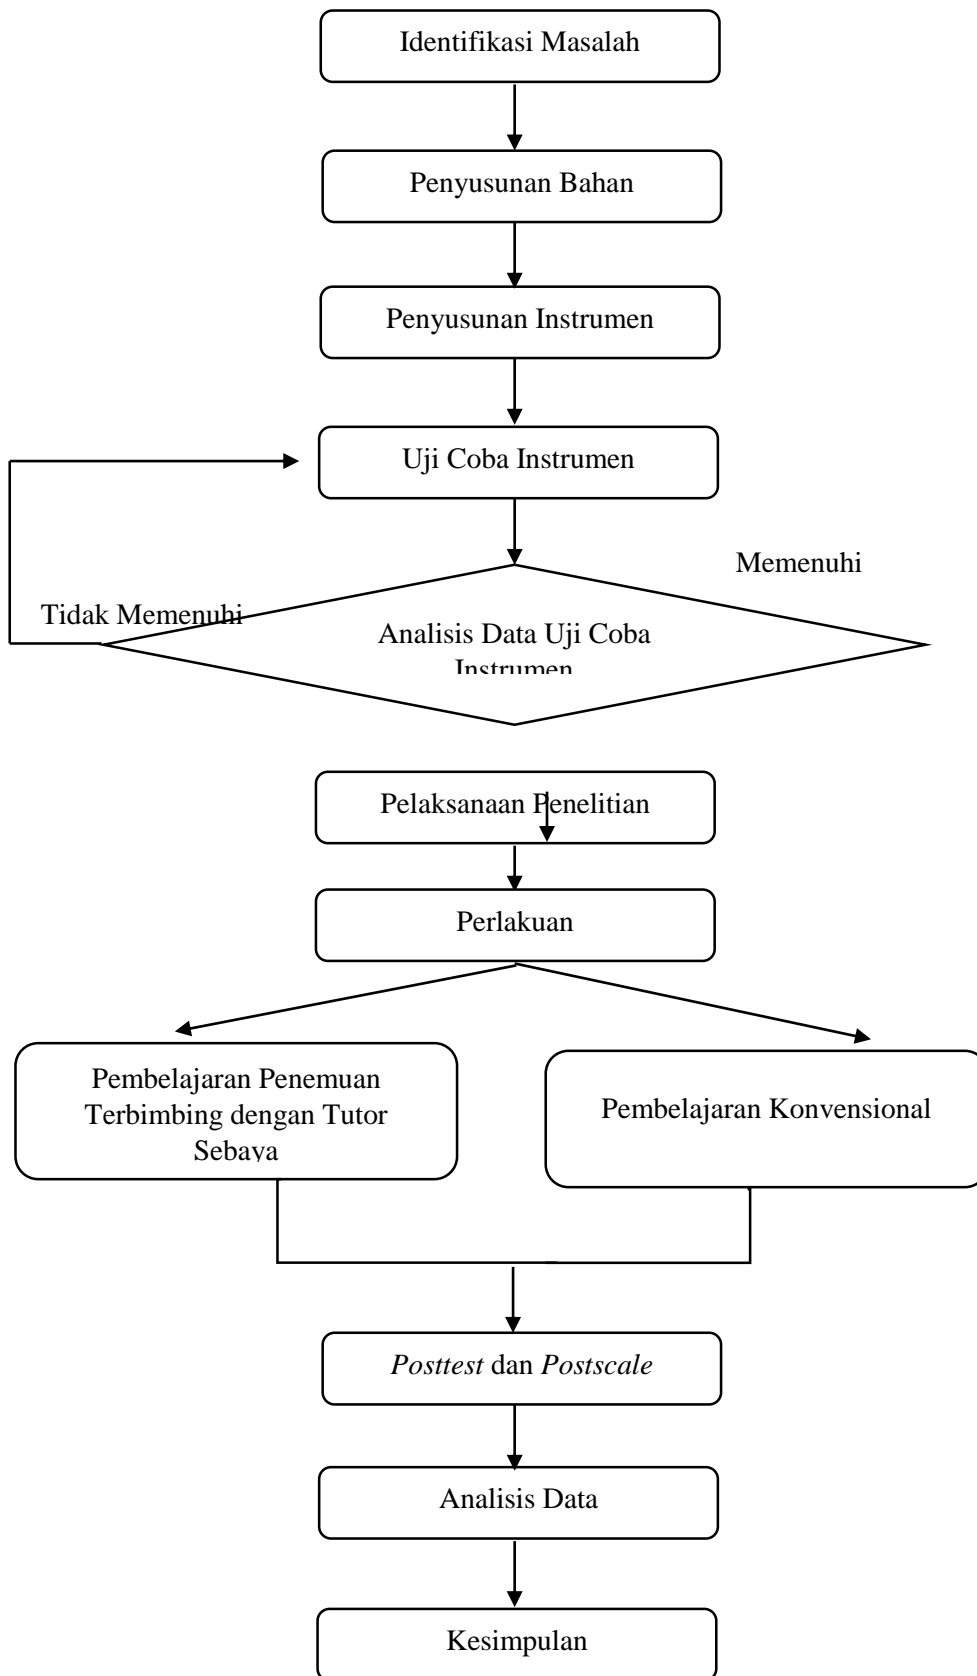 Identifikasi Masalah
Penyusunan Bahan
Penyusunan Instrumen
Uji Coba Instrumen
Memenuhi
Tidak Memenuhi
Analisis Data Uji Coba
Instrumen
Pelaksanaan Penelitian
Perlakuan
Pembelajaran Penemuan
Terbimbing dengan Tutor
Sebaya
Pembelajaran Konvensional
Posttest dan Postscale
Analisis Data
Kesimpulan